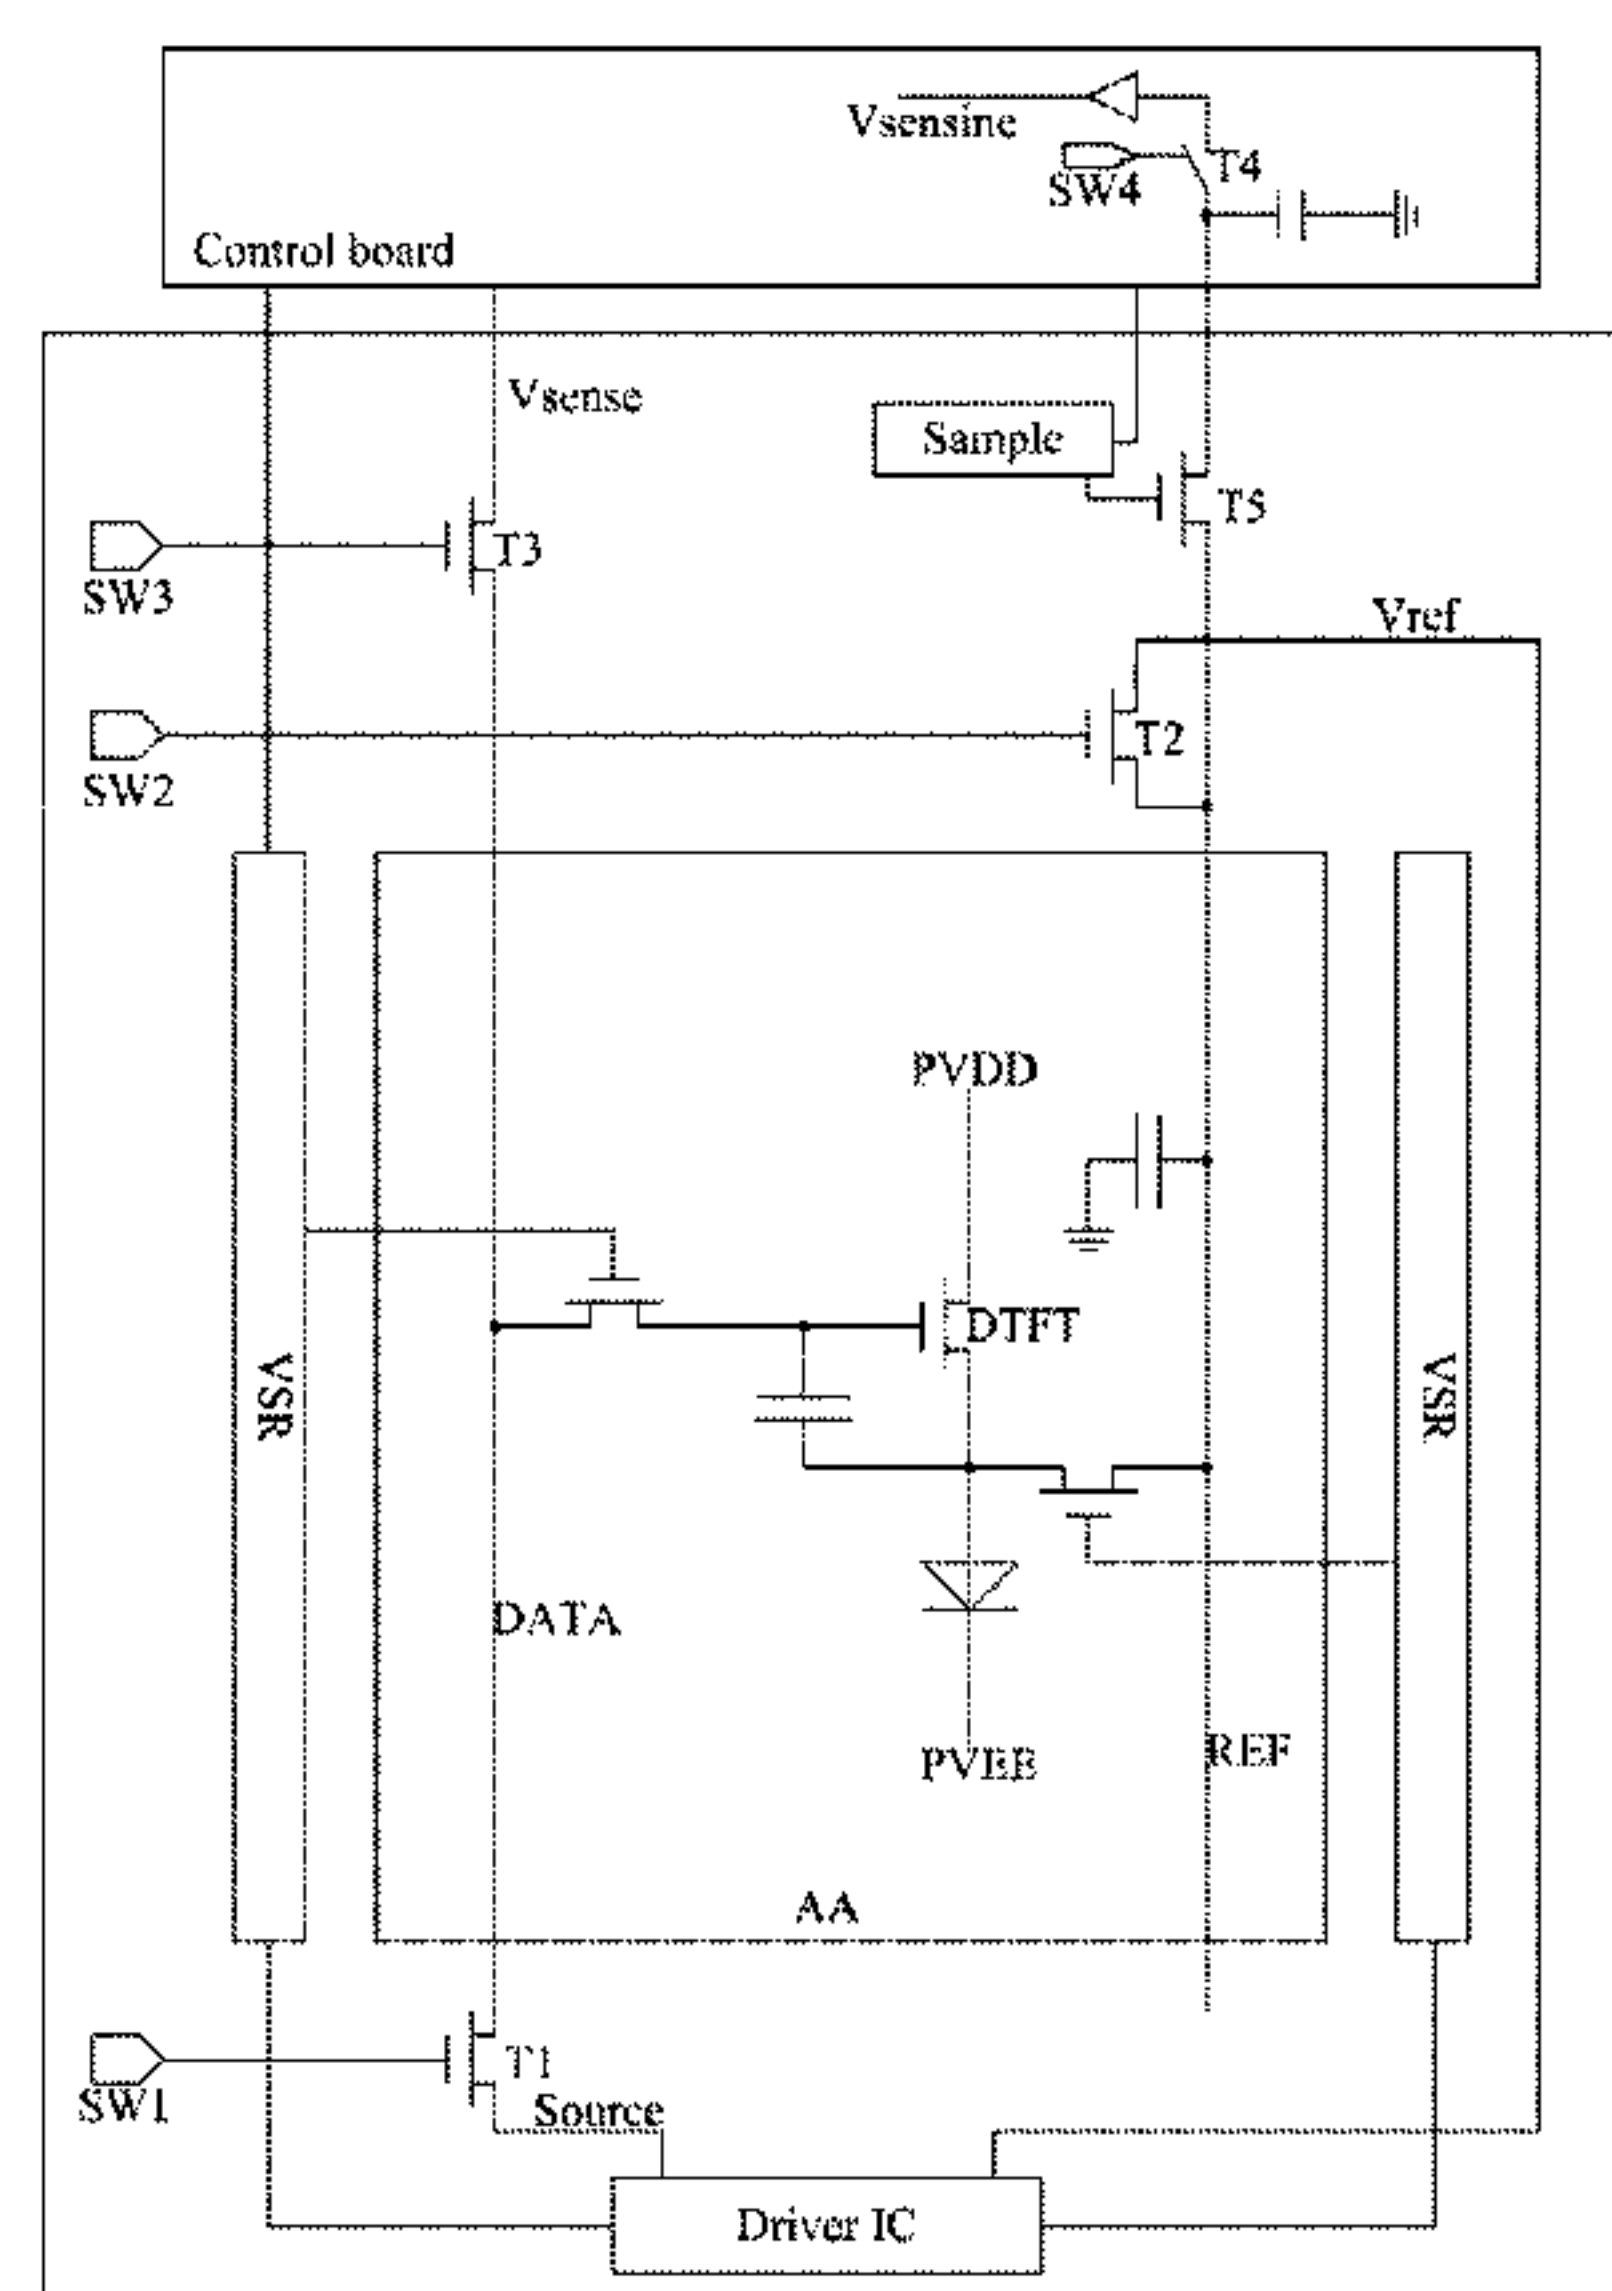 Vsensine
T4
SW4
Control board
Vsense
Sample
T5
T3
SW3
Vref
T2
SW2
PVDD
DTFT
VSR
VSR
DATA
REF
PVEE
AA
T1
SW1
Source
Driver IC